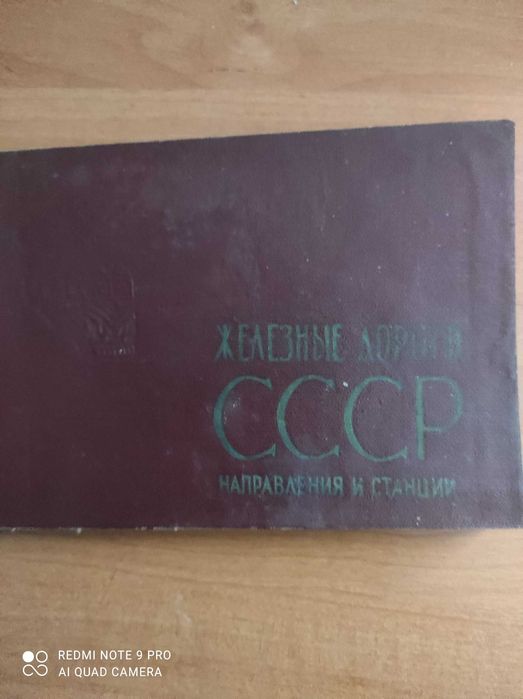 ЖЕЛЕЗНЫЕ ДОРОГИ
СССР
НАПРАВЛЕНИЯ И СТАНЦИИ
REDMI NOTE 9 PRO
AI QUAD CAMERA